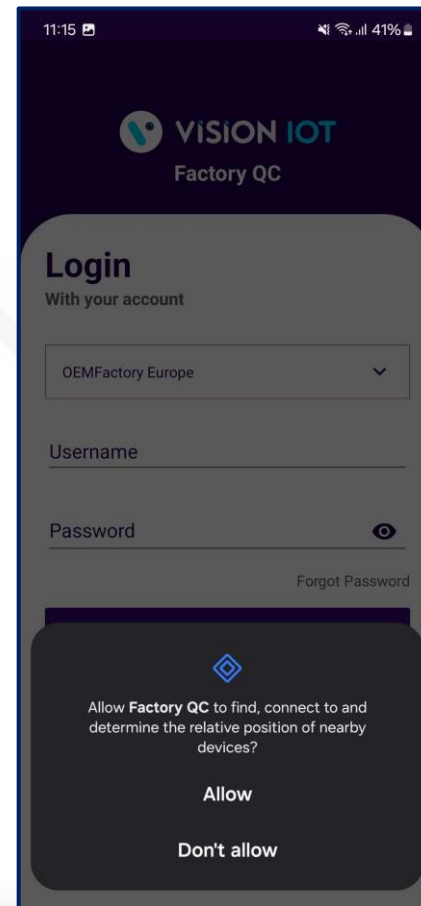 11:15 41%
VISION IOT
Factory QC
Login
With your account
OEMFactory Europe
Username
Password
Forgot Password
Allow Factory QC to find, connect to and
determine the relative position of nearby
devices?
Allow
Don't allow